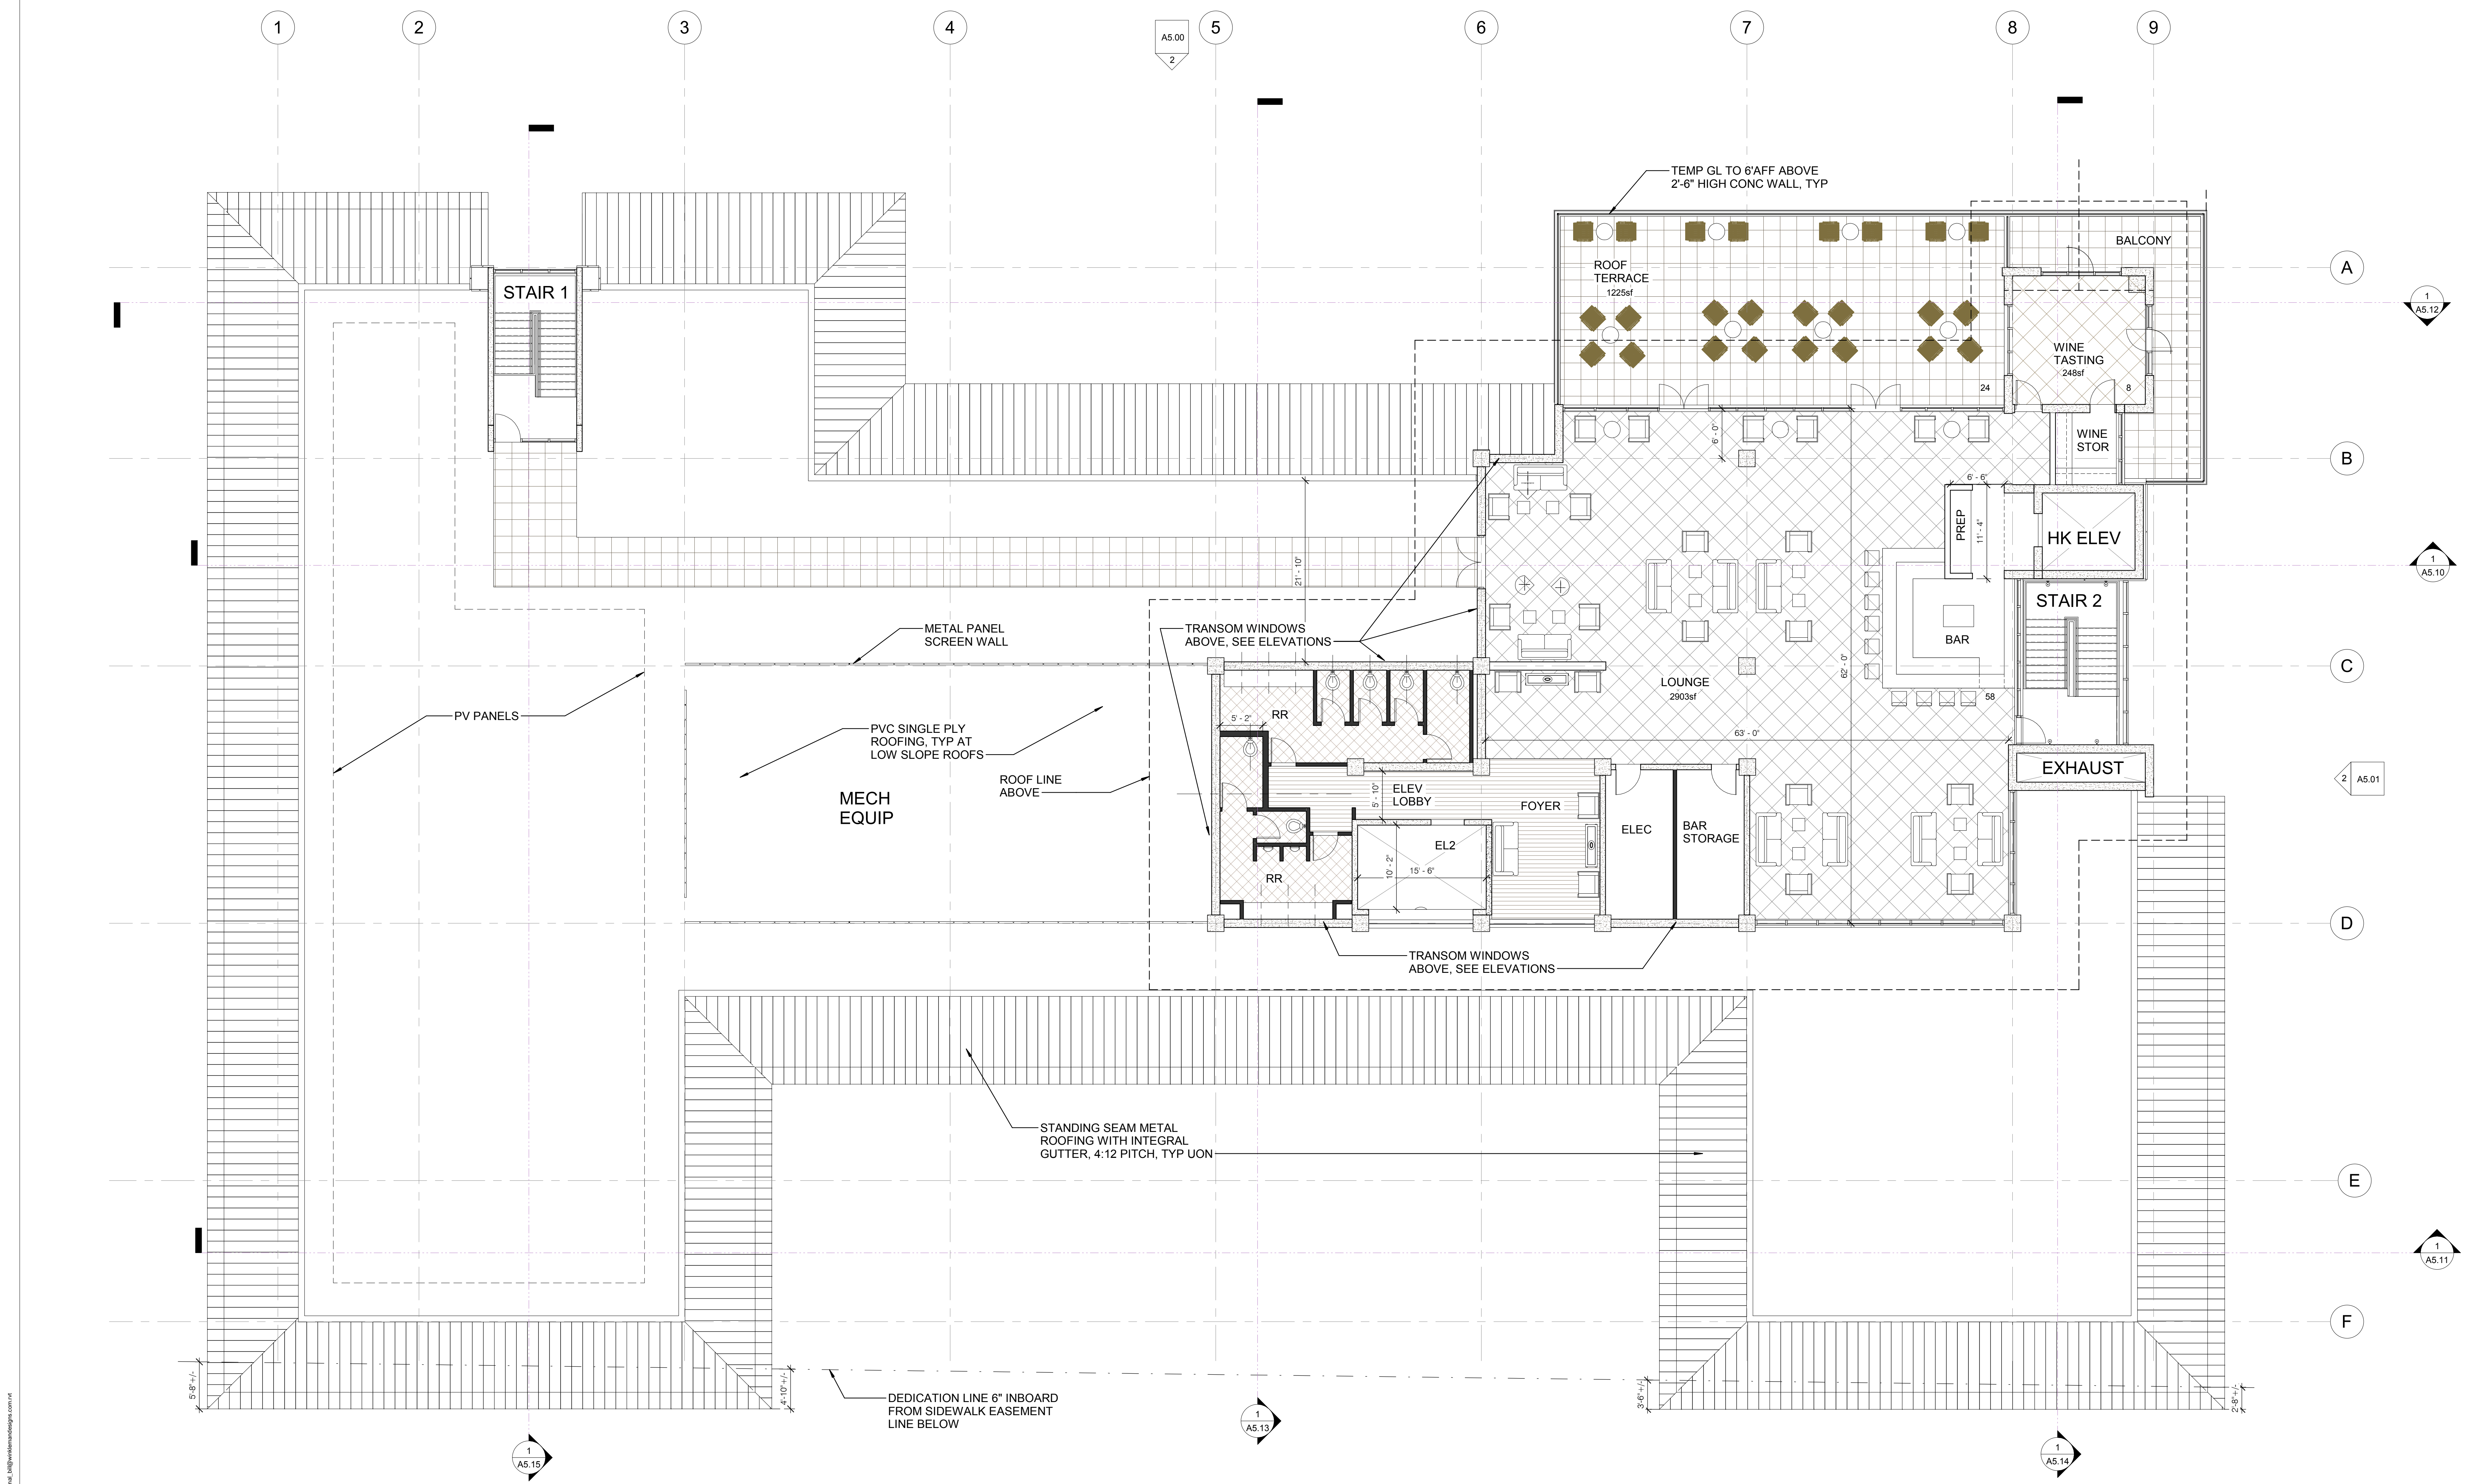 1
2
3
4
5
6
7
8
9
A5.00
2
TEMP GL TO 6'AFF ABOVE
2'-6" HIGH CONC WALL, TYP
BALCONY
A
STAIR 1
ROOF
TERRACE
1225sf
1
A5.12
WINE
TASTING
248sf
24
8
6' - 0"
WINE
STOR
B
6' - 6"
PREP
11' - 4"
HK ELEV
1
A5.10
21' - 10"
STAIR 2
METAL PANEL
SCREEN WALL
TRANSOM WINDOWS
ABOVE, SEE ELEVATIONS
BAR
62' - 0"
C
LOUNGE
2903sf
58
PV PANELS
5' - 2"
RR
PVC SINGLE PLY
ROOFING, TYP AT
LOW SLOPE ROOFS
63' - 0"
ROOF LINE
ABOVE
EXHAUST
2
A5.01
MECH
EQUIP
5' - 10"
ELEV
LOBBY
FOYER
ELEC
BAR
STORAGE
EL2
10' - 2"
15' - 6"
RR
D
TRANSOM WINDOWS
ABOVE, SEE ELEVATIONS
STANDING SEAM METAL
ROOFING WITH INTEGRAL
GUTTER, 4:12 PITCH, TYP UON
E
1
A5.11
F
5'-8"+/-
4'-10"+/-
3'-6"+/-
2'-8"+/-
DEDICATION LINE 6" INBOARD
FROM SIDEWALK EASEMENT
LINE BELOW
1
A5.13
1
A5.15
1
A5.14